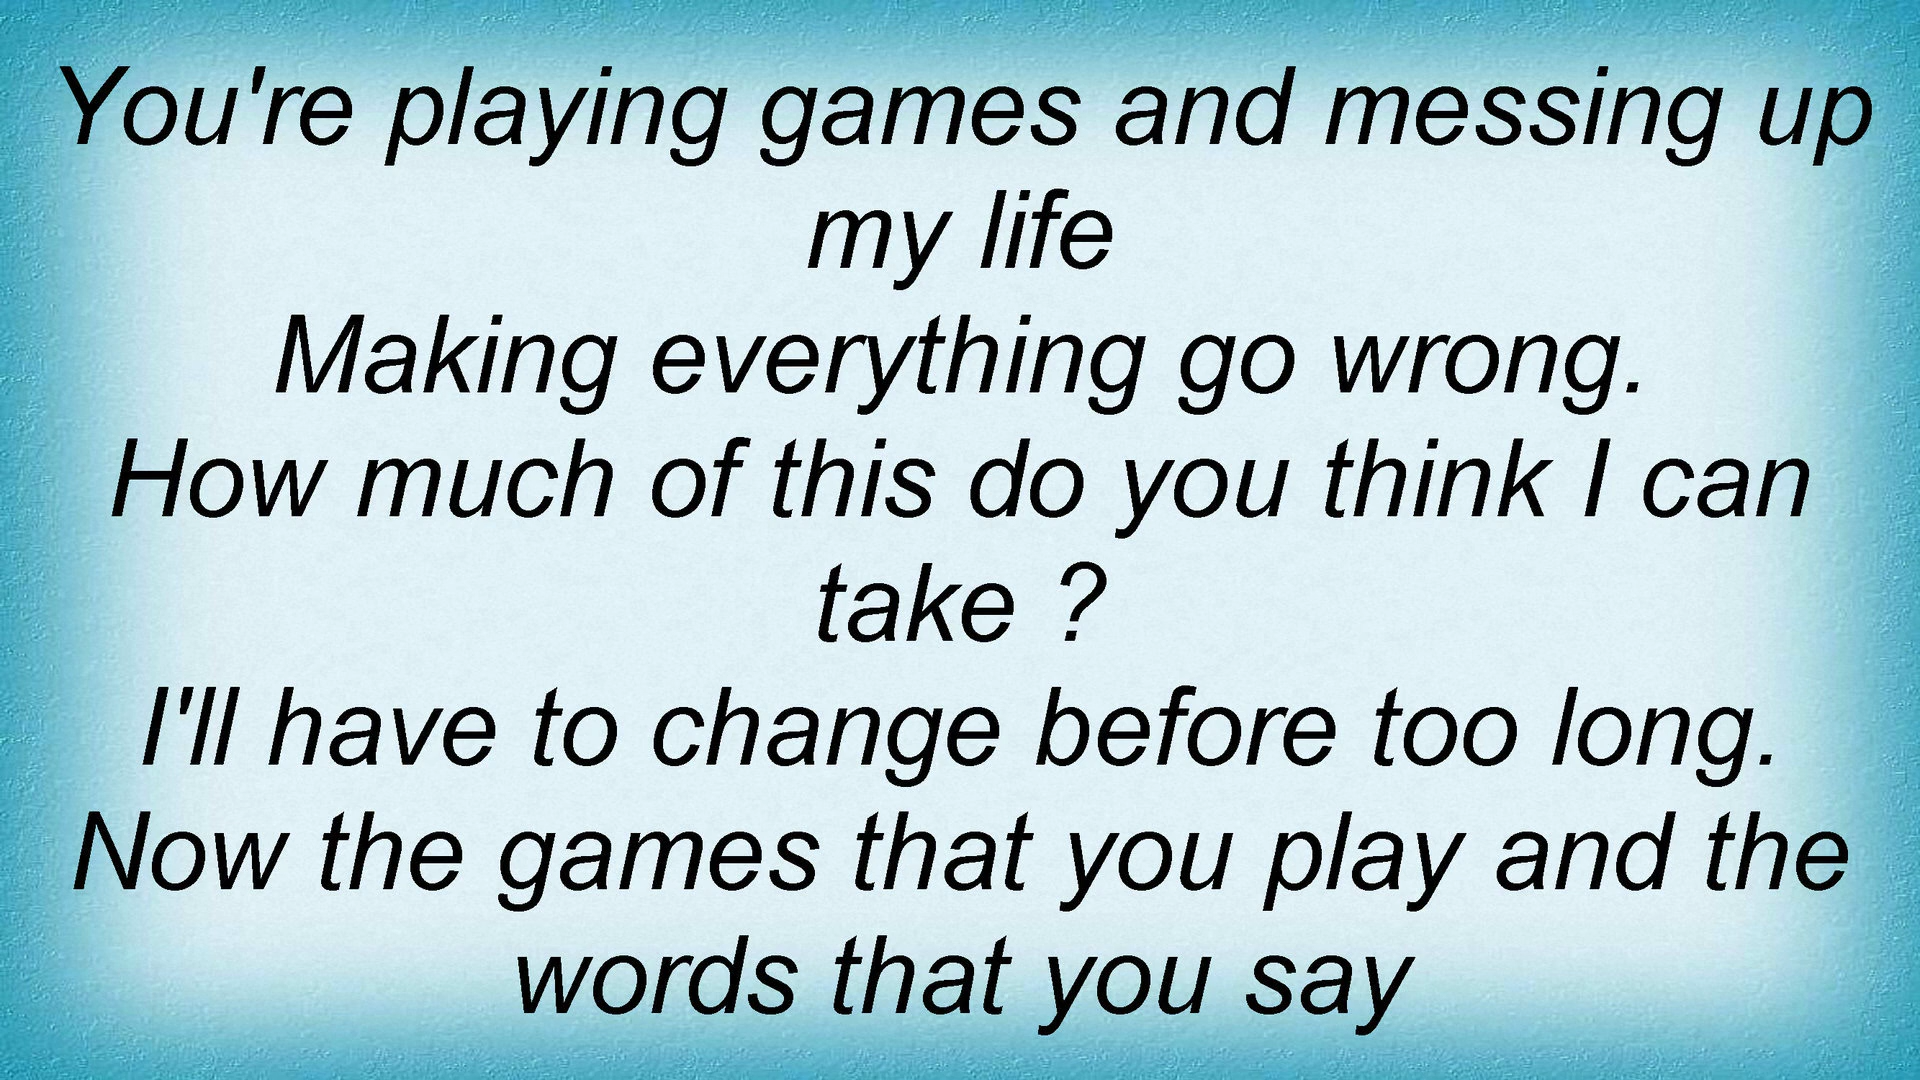 You're playing games and messing up
my life
Making everything go wrong.
How much of this do you think I can
take ?
I'll have to change before too long.
Now the games that you play and the
words that you say